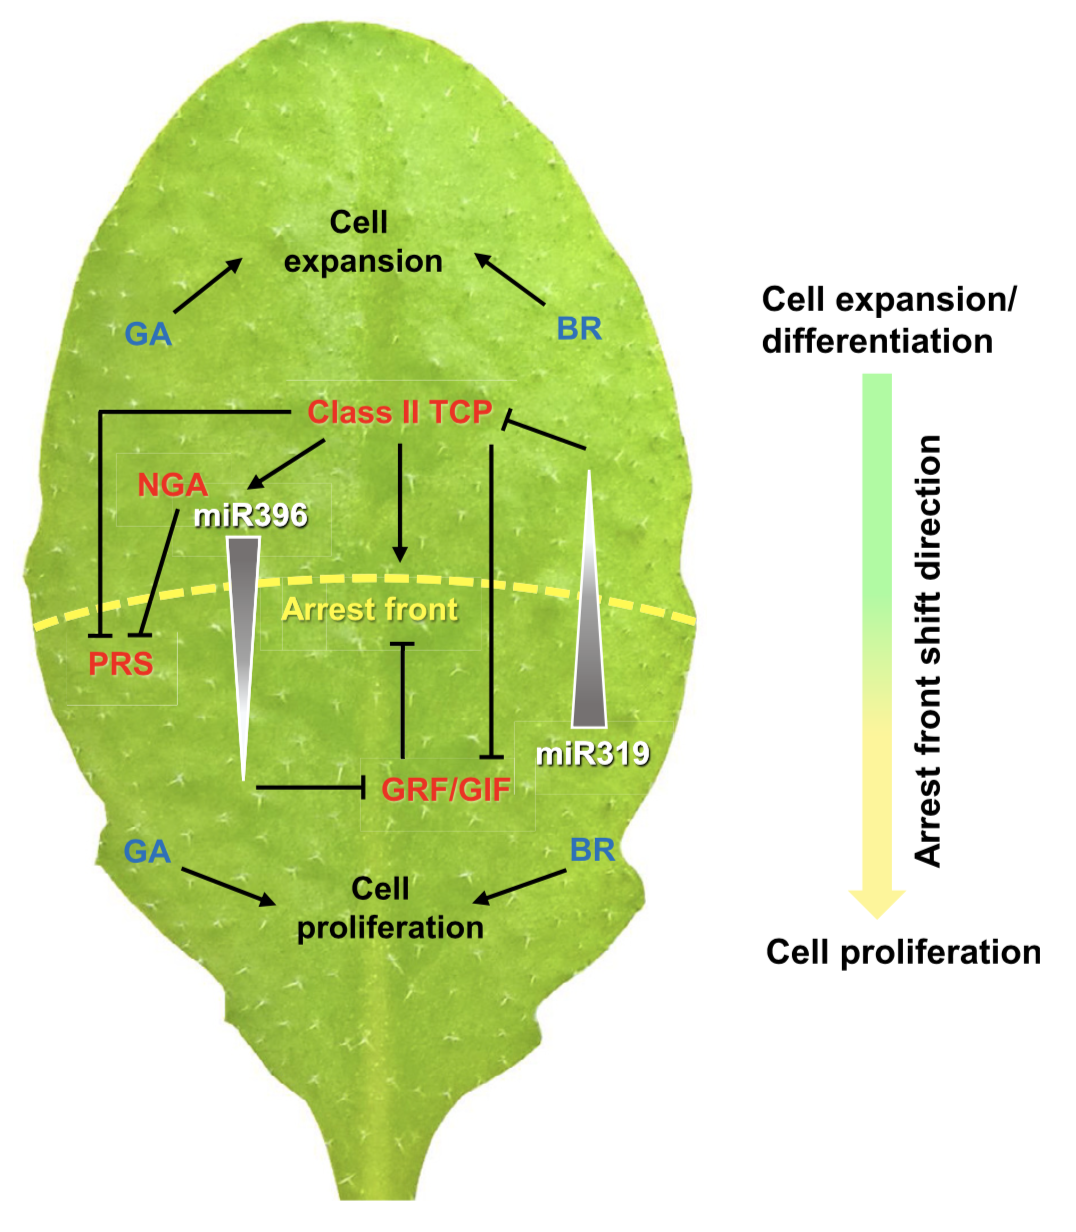 Cell
expansion
GA
BR
Cell expansion/
differentiation
Class II TCP
NGA
miR396
Arrest front
PRS
miR319
GRF/GIF
GA
BR
Cell
proliferation
Arrest front shift direction
Cell proliferation